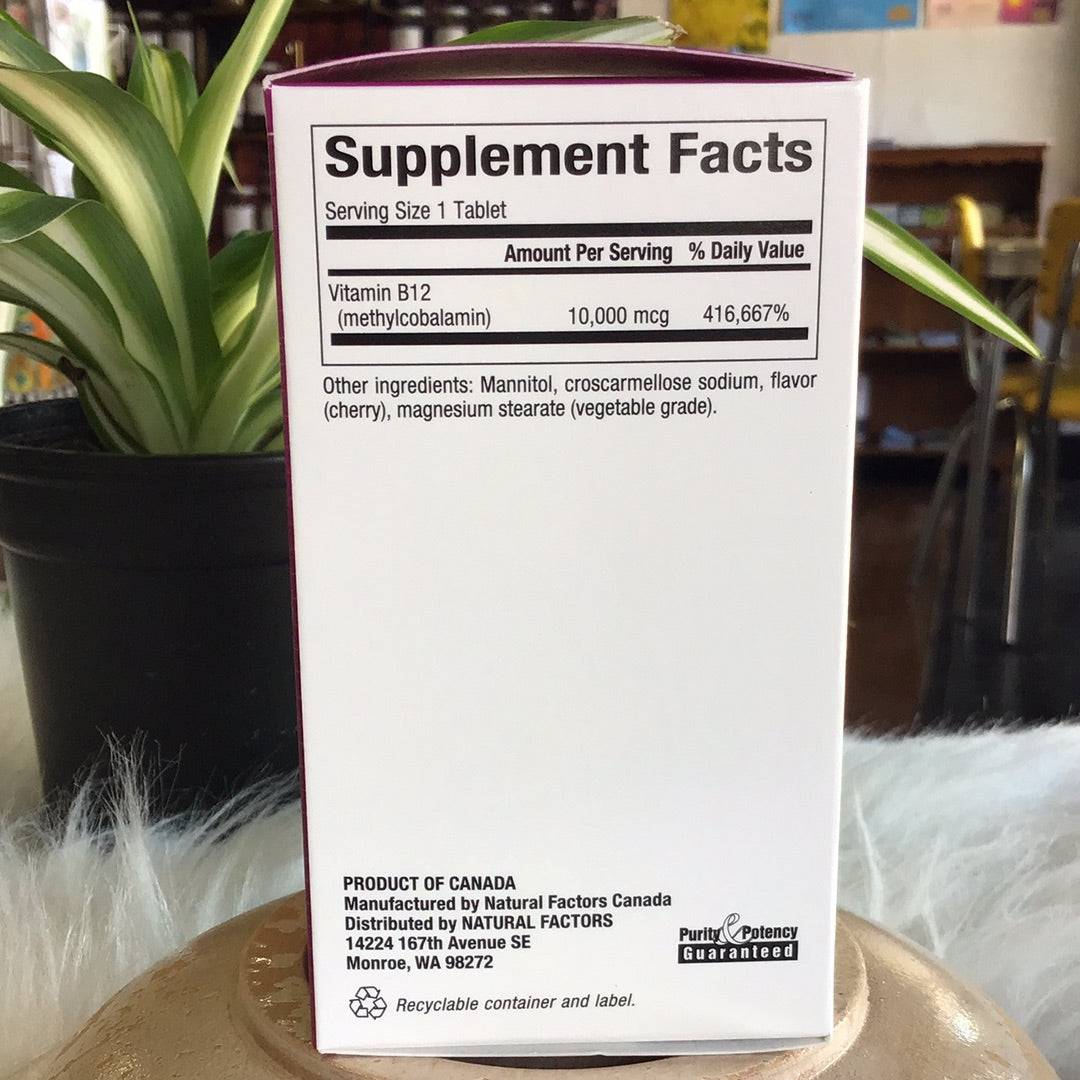 Supplement Facts
Serving Size 1 Tablet
Amount Per Serving % Daily Value
Vitamin B12
(methylcobalamin) 10,000 mcg 416,667%
Other ingredients: Mannitol, croscarmellose sodium, flavor
(cherry), magnesium stearate (vegetable grade).
PRODUCT OF CANADA
Manufactured by Natural Factors Canada
Distributed by NATURAL FACTORS
14224 167th Avenue SE
Monroe, WA 98272
Purity & Potency
Guaranteed
Recyclable container and label.